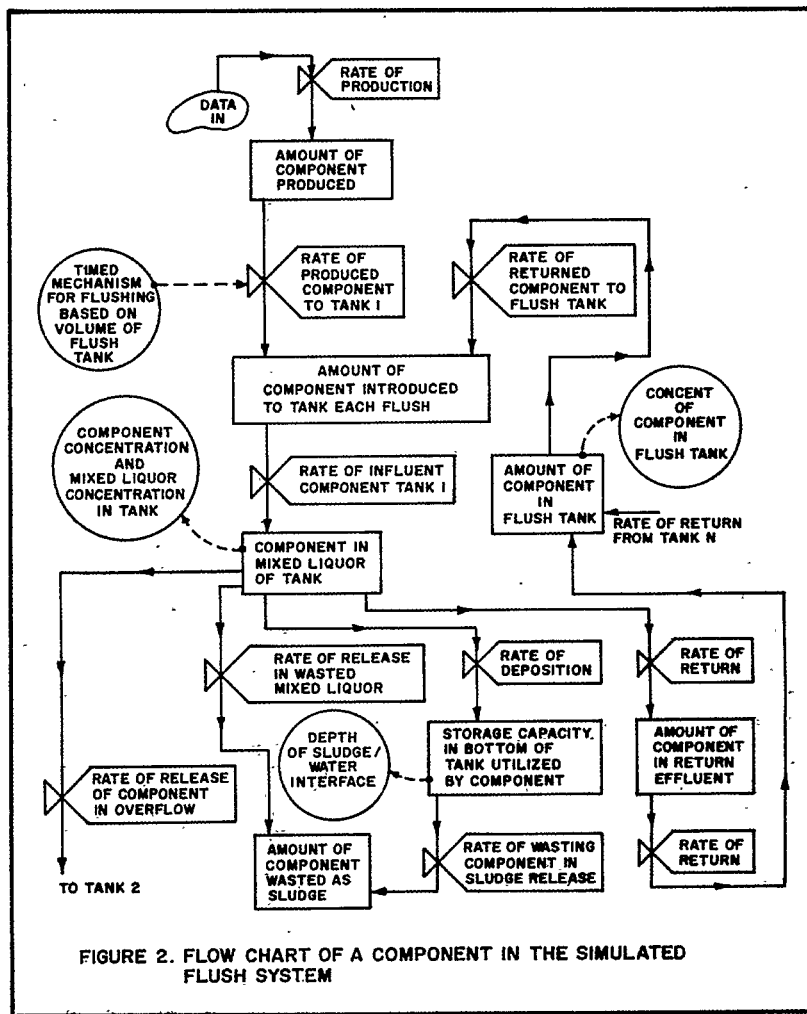 DATA
IN
RATE OF
PRODUCTION
AMOUNT OF
COMPONENT
PRODUCED
TIMED
MECHANISM
FOR FLUSHING
BASED ON
VOLUME OF
FLUSH
TANK
RATE OF
PRODUCED
COMPONENT
TO TANK I
RATE OF
RETURNED
COMPONENT TO
FLUSH TANK
AMOUNT OF
COMPONENT INTRODUCED
TO TANK EACH FLUSH
CONCENT
OF
COMPONENT
IN
FLUSH TANK
COMPONENT
CONCENTRATION
AND
MIXED LIQUOR
CONCENTRATION
IN TANK
RATE OF INFLUENT
COMPONENT TANK I
AMOUNT OF
COMPONENT
IN
FLUSH TANK
RATE OF RETURN
FROM TANK N
COMPONENT IN
MIXED LIQUOR
OF TANK
RATE OF RELEASE
IN WASTED
MIXED LIQUOR
RATE OF
DEPOSITION
RATE OF
RETURN
DEPTH
OF SLUDGE/
WATER
INTERFACE
STORAGE CAPACITY
IN BOTTOM OF
TANK UTILIZED
BY COMPONENT
AMOUNT OF
COMPONENT
IN RETURN
EFFLUENT
RATE OF RELEASE
OF COMPONENT
IN OVERFLOW
AMOUNT OF
COMPONENT
WASTED AS
SLUDGE
RATE OF WASTING
COMPONENT IN
SLUDGE RELEASE
RATE OF
RETURN
TO TANK 2
FIGURE 2. FLOW CHART OF A COMPONENT IN THE SIMULATED
FLUSH SYSTEM